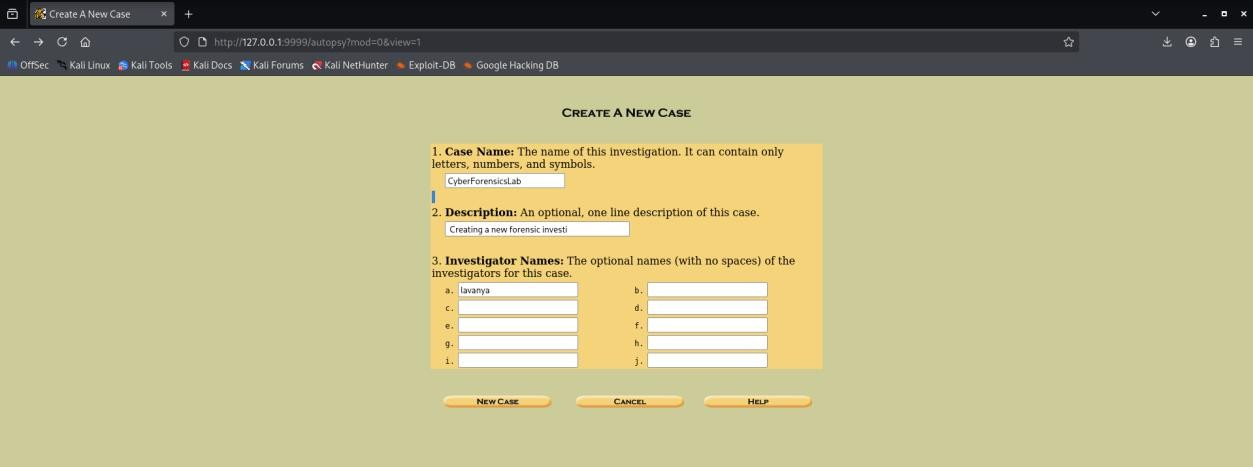 Create A New Case
http://127.0.0.1:9999/autopsy?mod=0&view=1
OffSec Kali Linux Kali Tools Kali Docs Kali Forums Kali NetHunter Exploit-DB Google Hacking DB
CREATE A NEW CASE
1. Case Name: The name of this investigation. It can contain only
letters, numbers, and symbols.
CyberForensicsLab
2. Description: An optional, one line description of this case.
Creating a new forensic investi
3. Investigator Names: The optional names (with no spaces) of the
investigators for this case.
a. lavanya b.
c. d.
e. f.
g. h.
i. j.
NEW CASE CANCEL HELP